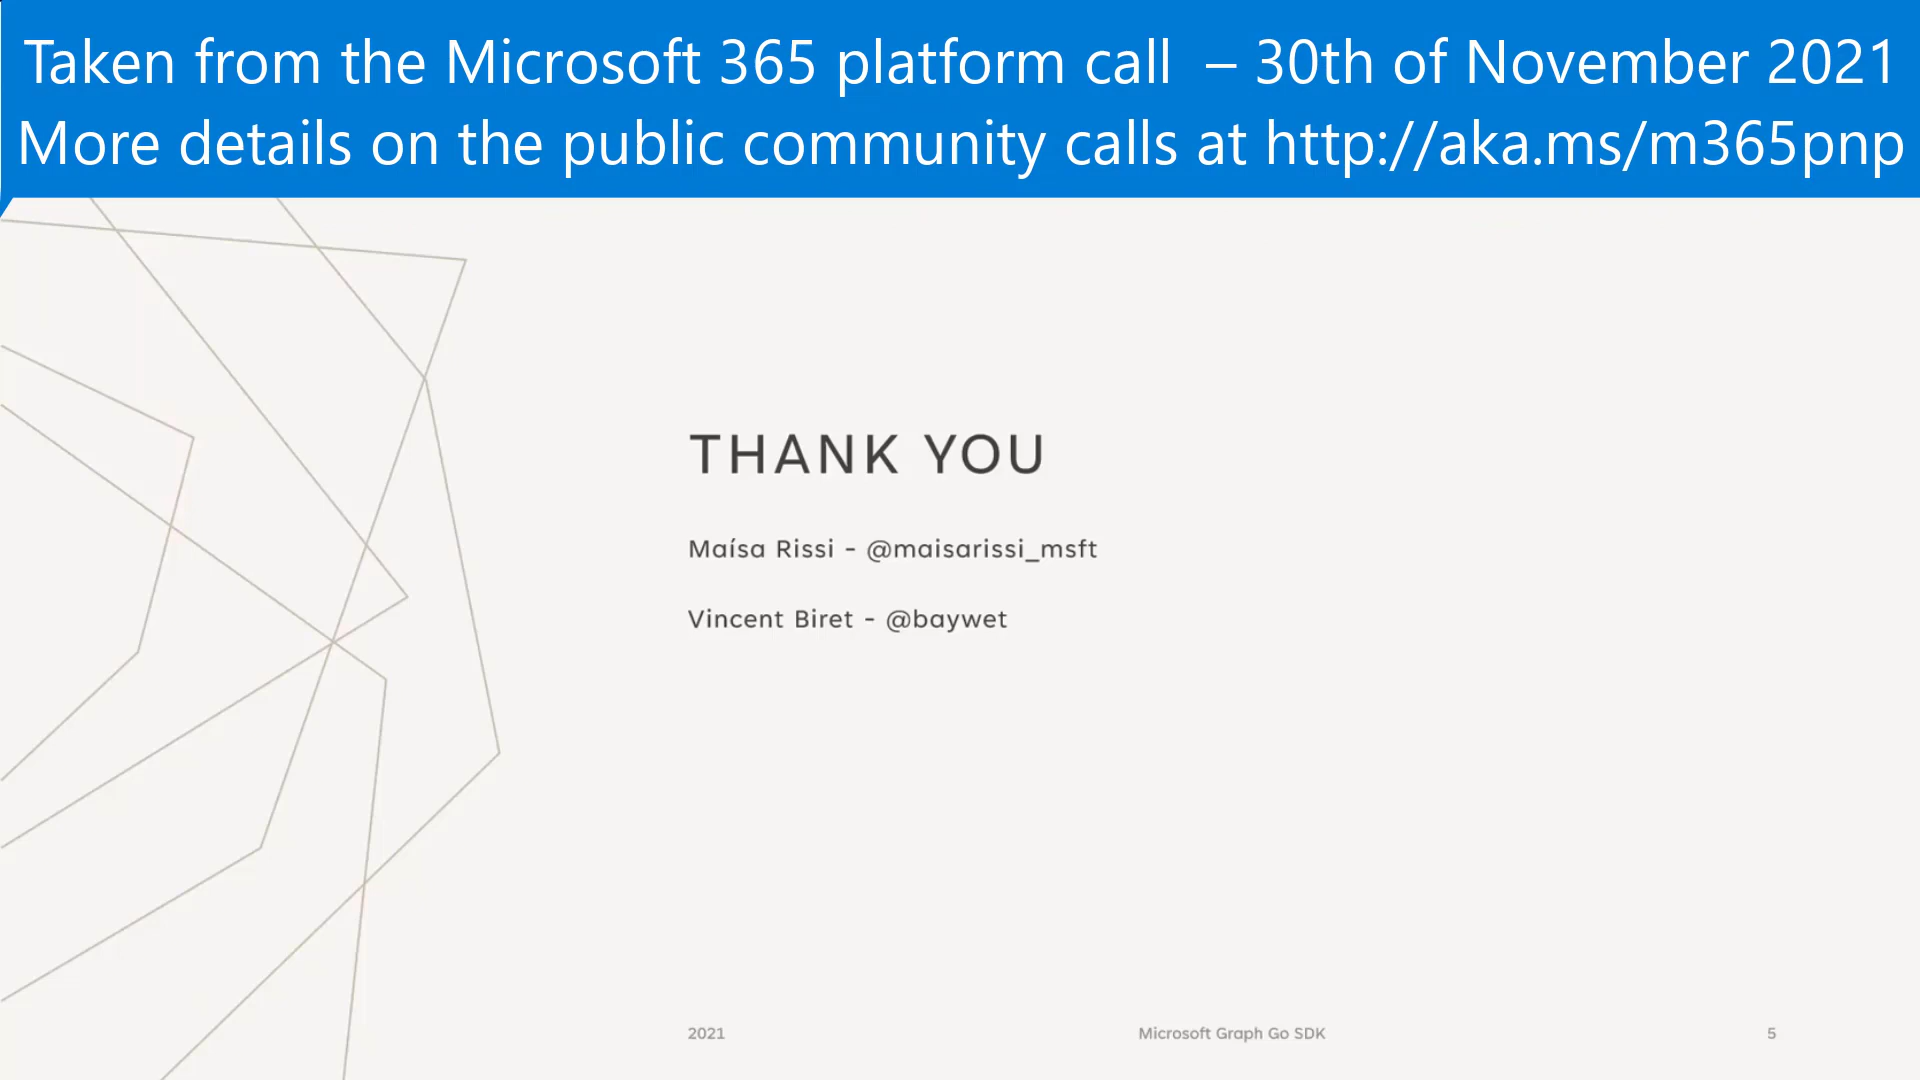 Taken from the Microsoft 365 platform call – 30th of November 2021
More details on the public community calls at http://aka.ms/m365pnp
THANK YOU
Maísa Rissi - @maisarissi_msft
Vincent Biret - @baywet
2021 Microsoft Graph Go SDK 5